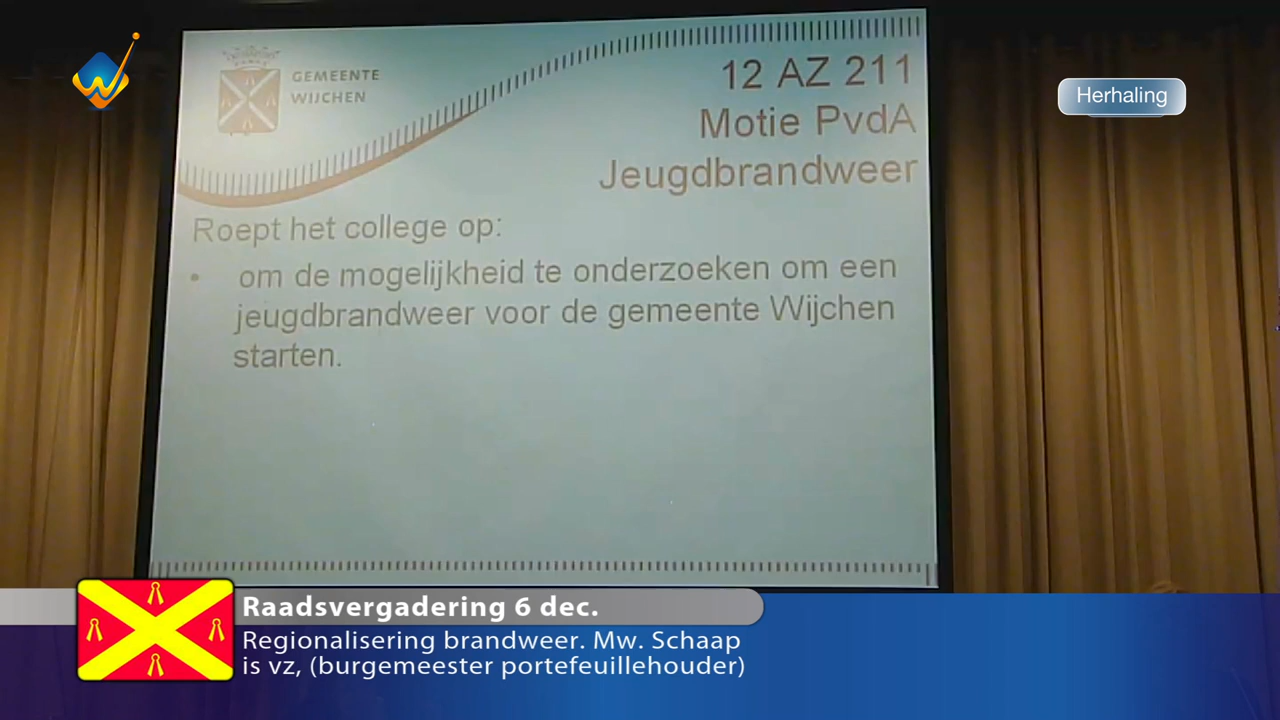 GEMEENTE
WIJCHEN
12 AZ 211
Motie PvdA
Jeugdbrandweer
Herhaling
Roept het college op:
• om de mogelijkheid te onderzoeken om een
jeugdbrandweer voor de gemeente Wijchen
starten.
Raadsvergadering 6 dec.
Regionalisering brandweer. Mw. Schaap
is vz, (burgemeester portefeuillehouder)